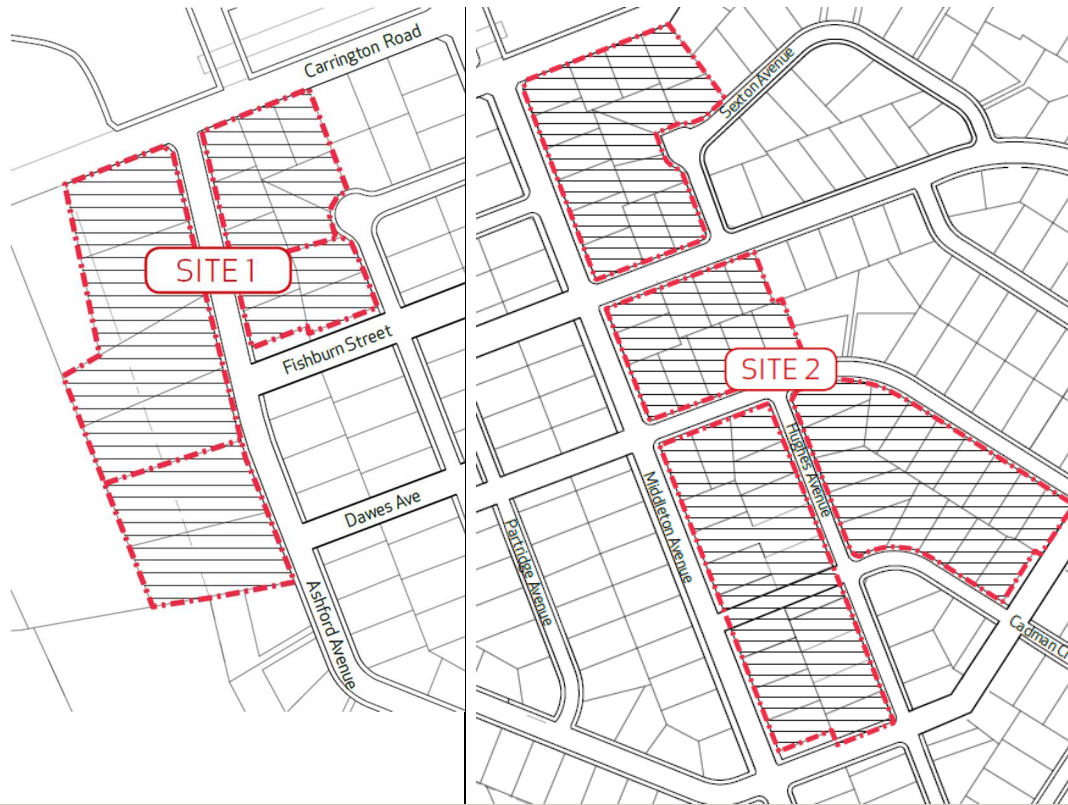 Carrington Road
SITE 1
Fishburn Street
Dawes Ave
Ashford Avenue
Sexton Avenue
SITE 2
Hughes Avenue
Middleton Avenue
Partridge Avenue
Cadman